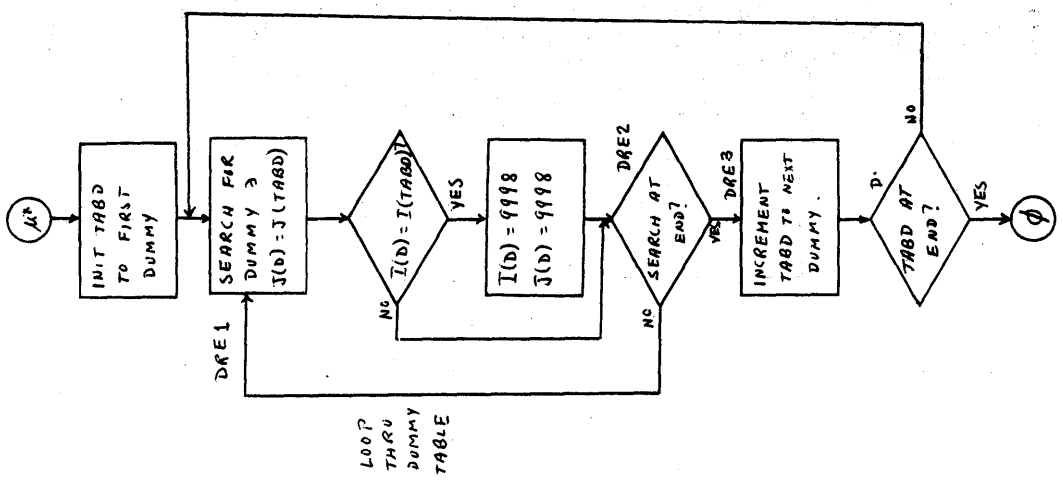 INIT TABD
TO FIRST
DUMMY
SEARCH FOR
DUMMY ∋
J(D) = J(TABD)
DRE1
I(D) = I(TABD)?
NO
YES
I(D) = 9998
J(D) = 9998
LOOP
THRU
DUMMY
TABLE
DRE2
SEARCH AT
END?
NO
YES
DRE3
INCREMENT
TABD TO NEXT
DUMMY.
D.
TABD AT
END?
NO
YES
ϕ